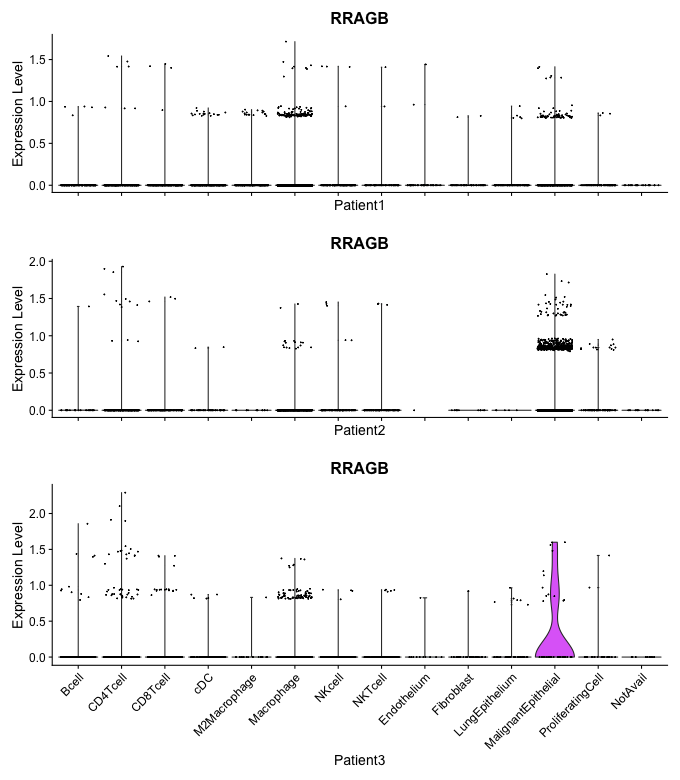 RRAGB
Expression Level
1.5
1.0
0.5
0.0
Patient1
RRAGB
Expression Level
2.0
1.5
1.0
0.5
0.0
Patient2
RRAGB
Expression Level
2.0
1.5
1.0
0.5
0.0
Bcell
CD4Tcell
CD8Tcell
cDC
M2Macrophage
Macrophage
NKcell
NKTcell
Endothelium
Fibroblast
LungEpithelium
MalignantEpithelial
ProliferatingCell
NotAvail
Patient3